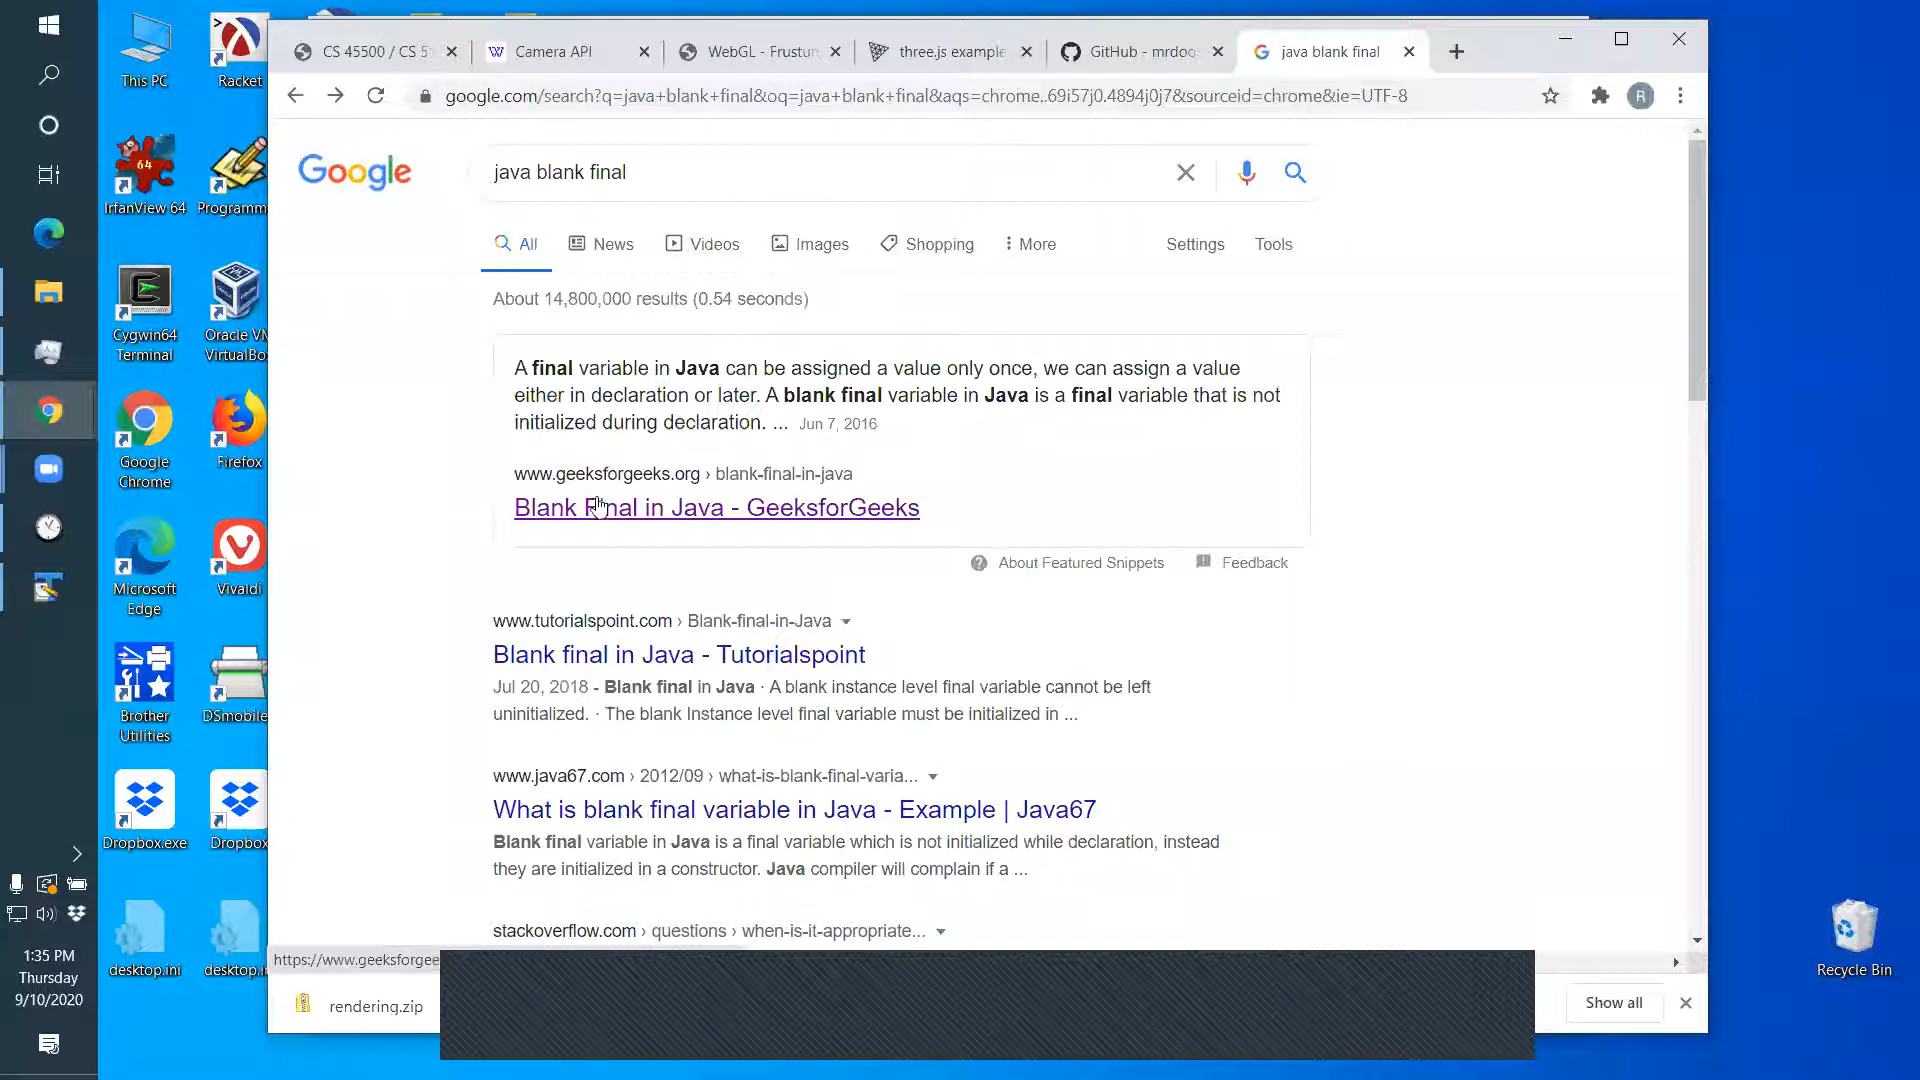 This PC
Racket
IrfanView 64
Programm
Cygwin64
Terminal
Oracle VM
VirtualBo
Google
Chrome
Firefox
Microsoft
Edge
Vivaldi
Brother
Utilities
DSmobile
Dropbox.exe
Dropbox
desktop.ini
desktop.i
1:35 PM
Thursday
9/10/2020
CS 45500 / CS 5
Camera API
WebGL - Frustun
three.js example
GitHub - mrdoo
java blank final
google.com/search?q=java+blank+final&oq=java+blank+final&aqs=chrome..69i57j0.4894j0j7&sourceid=chrome&ie=UTF-8
R
Google
java blank final
All
News
Videos
Images
Shopping
More
Settings
Tools
About 14,800,000 results (0.54 seconds)
A final variable in Java can be assigned a value only once, we can assign a value
either in declaration or later. A blank final variable in Java is a final variable that is not
initialized during declaration. ... Jun 7, 2016
www.geeksforgeeks.org › blank-final-in-java
Blank Final in Java - GeeksforGeeks
About Featured Snippets
Feedback
www.tutorialspoint.com › Blank-final-in-Java
Blank final in Java - Tutorialspoint
Jul 20, 2018 - Blank final in Java · A blank instance level final variable cannot be left
uninitialized. · The blank Instance level final variable must be initialized in ...
www.java67.com › 2012/09 › what-is-blank-final-varia...
What is blank final variable in Java - Example | Java67
Blank final variable in Java is a final variable which is not initialized while declaration, instead
they are initialized in a constructor. Java compiler will complain if a ...
stackoverflow.com › questions › when-is-it-appropriate...
https://www.geeksforgee
rendering.zip
Show all
Recycle Bin